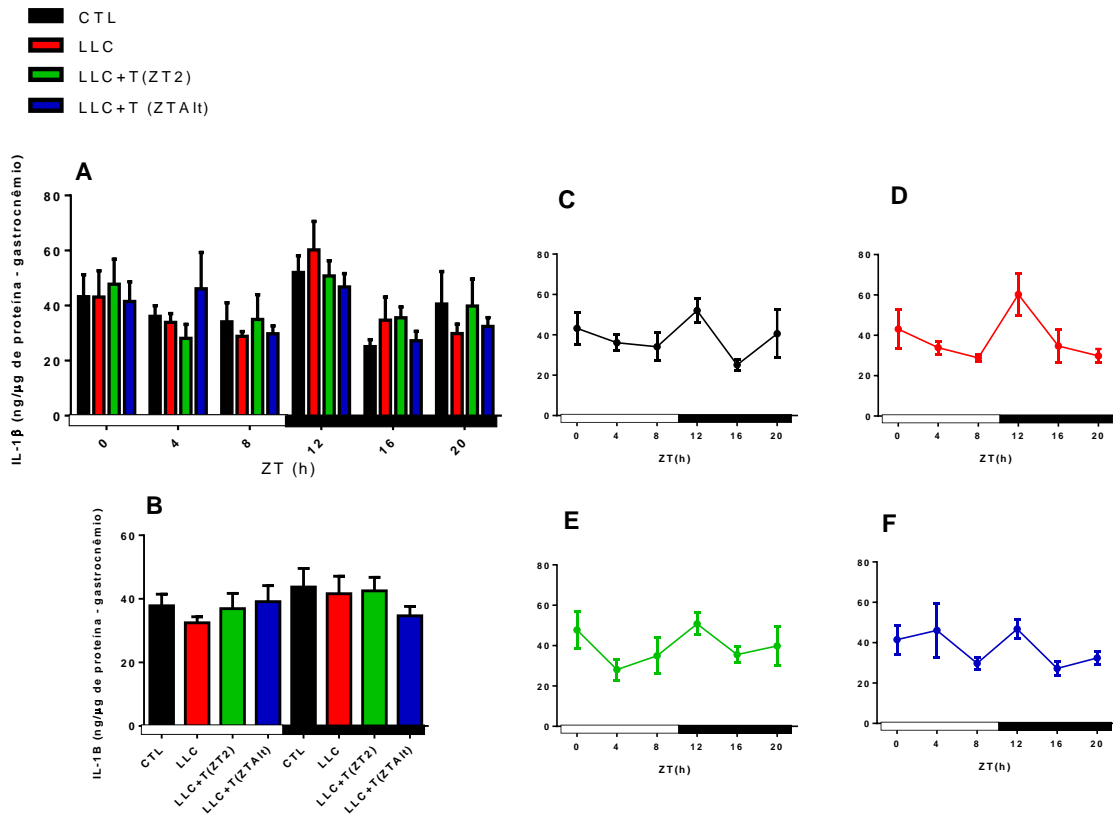 CTL
LLC
LLC+T(ZT2)
LLC+T (ZTAlt)
A
IL-1β (ng/μg de proteína - gastrocnêmio)
80
60
40
20
0
0 4 8 12 16 20
ZT (h)
B
IL-1B (ng/μg de proteína - gastrocnêmio)
60
40
20
0
CTL LLC LLC+T(ZT2) LLC+T(ZTAlt) CTL LLC LLC+T(ZT2) LLC+T(ZTAlt)
C
80
60
40
20
0
0 4 8 12 16 20
ZT(h)
D
80
60
40
20
0
0 4 8 12 16 20
ZT(h)
E
80
60
40
20
0
0 4 8 12 16 20
ZT(h)
F
80
60
40
20
0
0 4 8 12 16 20
ZT(h)